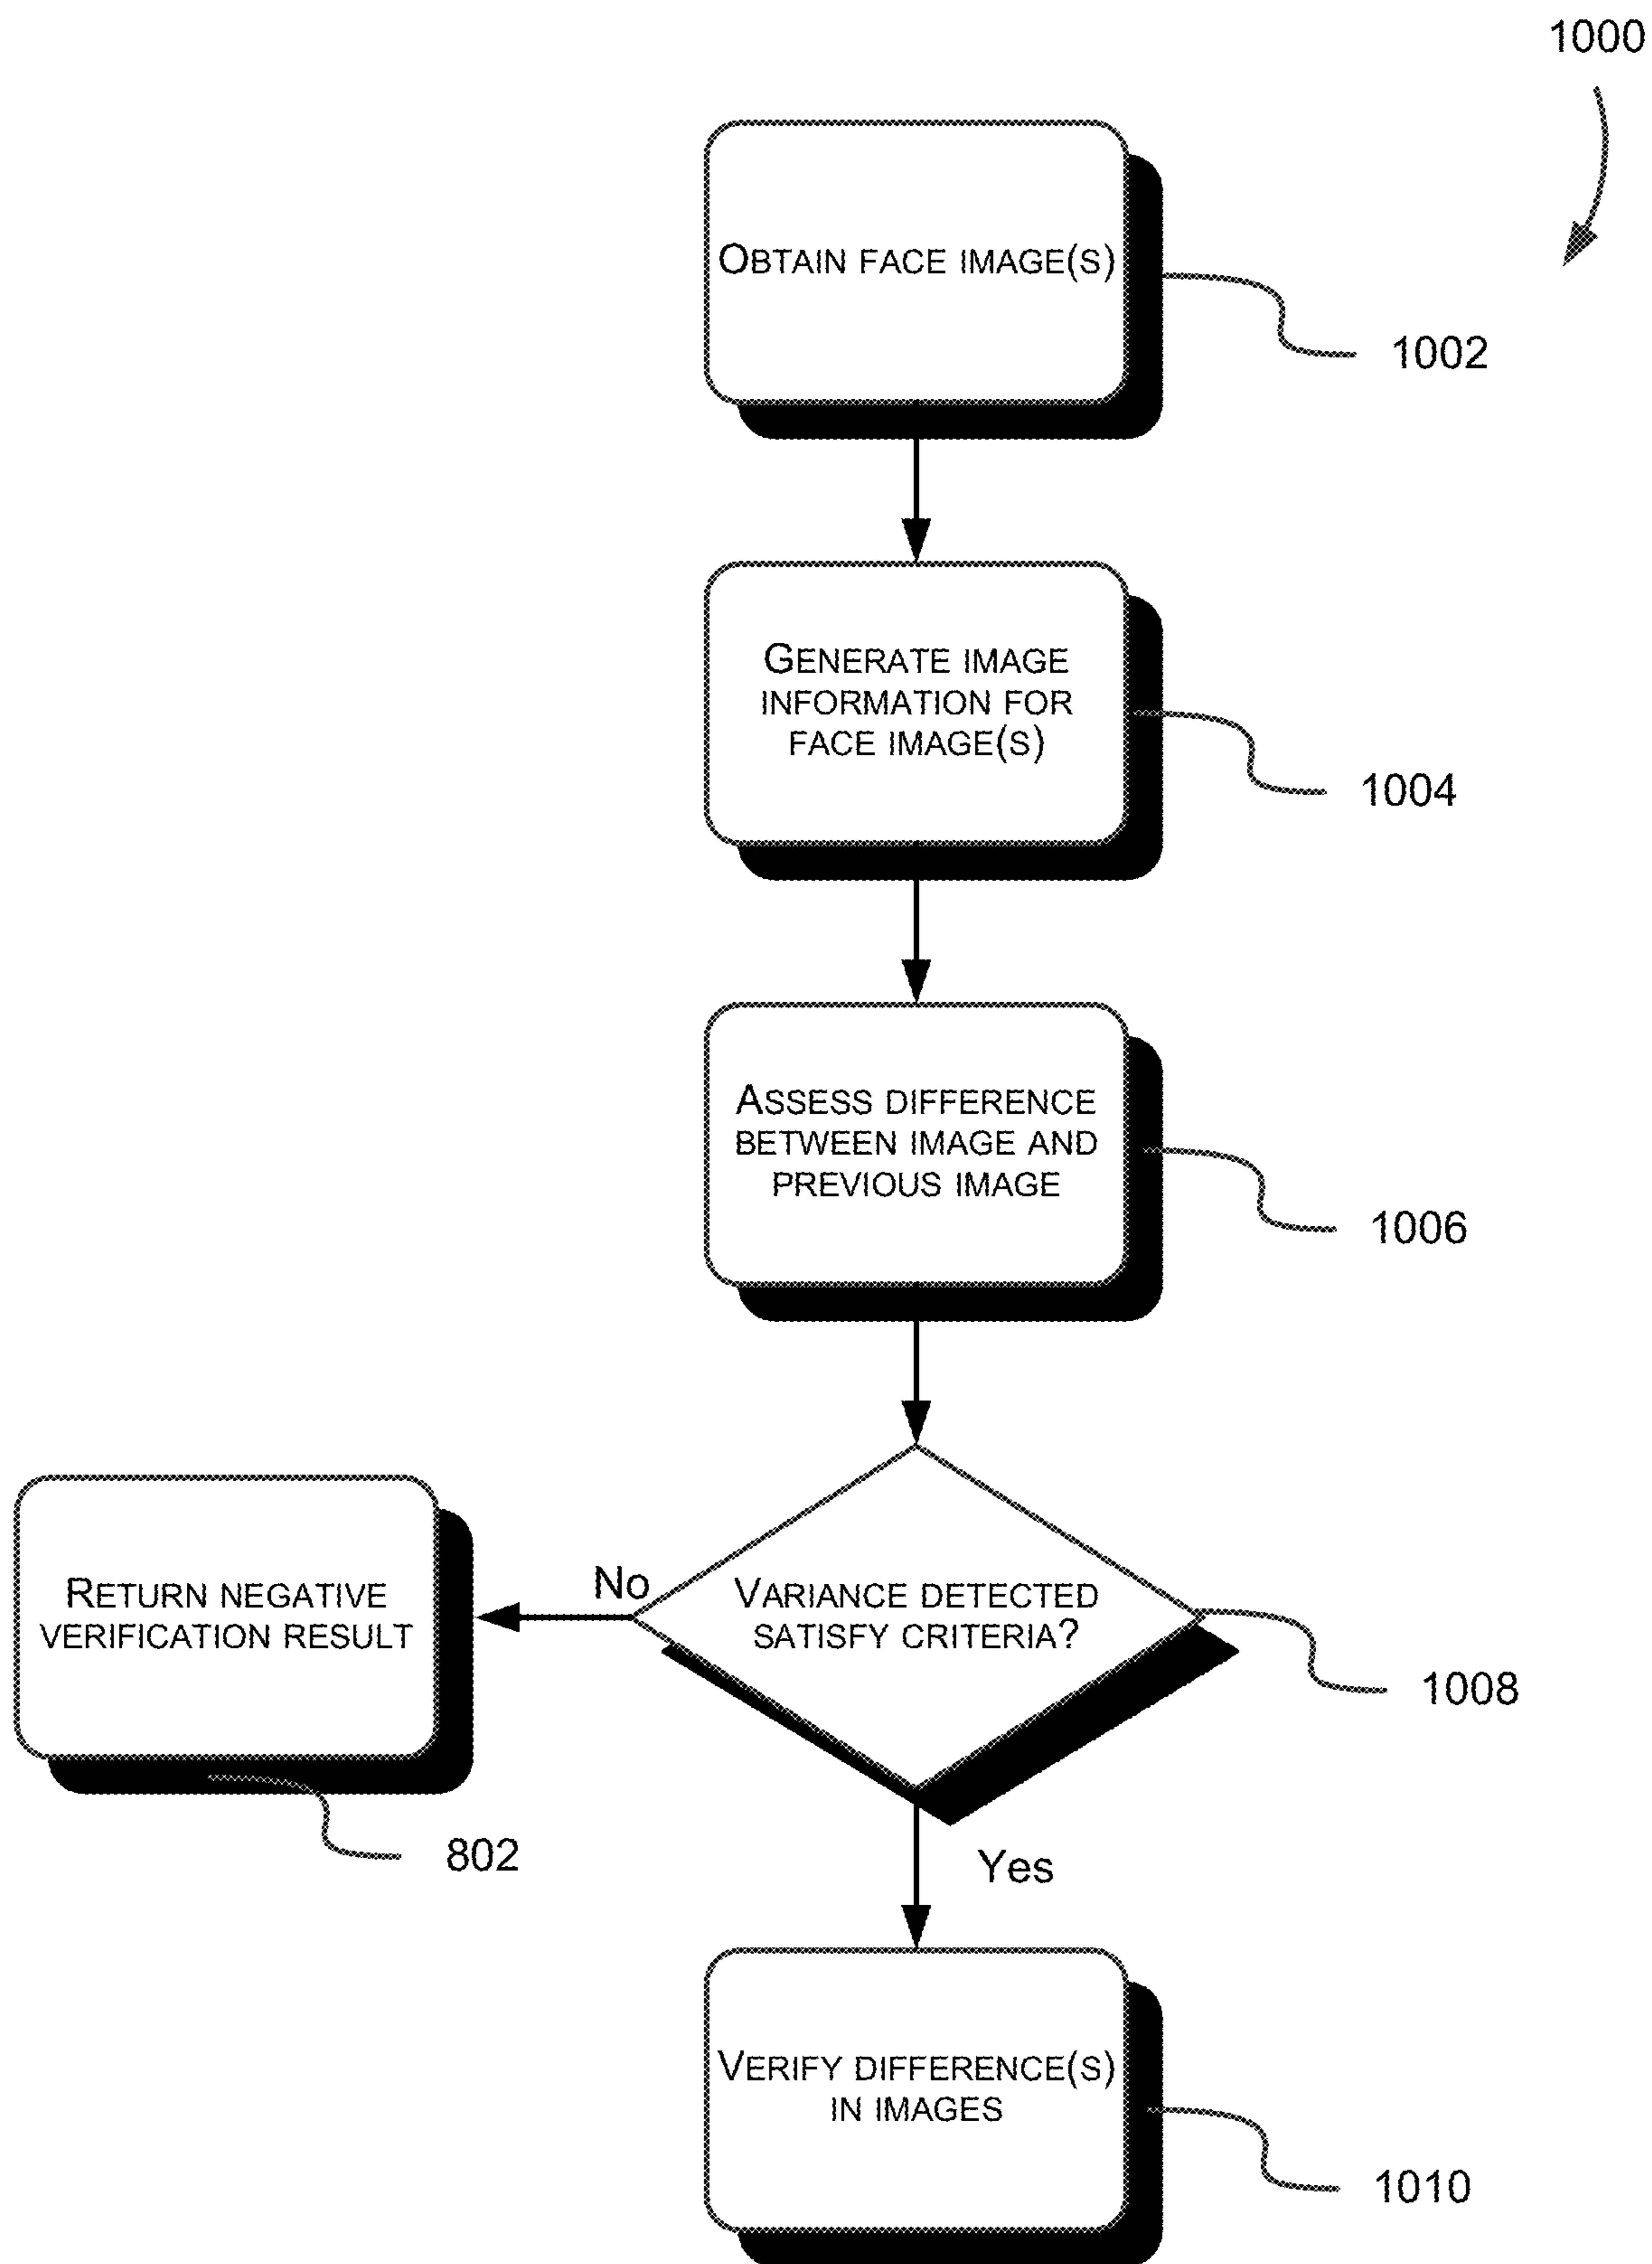 1000
OBTAIN FACE IMAGE(S)
1002
GENERATE IMAGE
INFORMATION FOR
FACE IMAGE(S)
1004
ASSESS DIFFERENCE
BETWEEN IMAGE AND
PREVIOUS IMAGE
1006
RETURN NEGATIVE
VERIFICATION RESULT
802
No
VARIANCE DETECTED
SATISFY CRITERIA?
1008
Yes
VERIFY DIFFERENCE(S)
IN IMAGES
1010